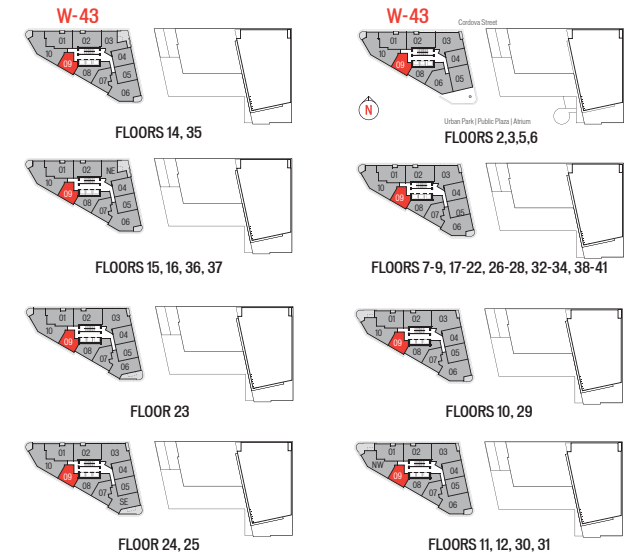 W-43
01 02 03
10 04
09
08 05
07
06
FLOORS 14, 35
W-43
Cordova Street
01 02 03
10 04
09
08 05
06
N
Urban Park | Public Plaza | Atrium
FLOORS 2,3,5,6
01 02 NE
10 04
09
08 05
07
06
FLOORS 15, 16, 36, 37
01 02 03
10 04
09
08 05
07
06
FLOORS 7-9, 17-22, 26-28, 32-34, 38-41
01 02 03
10 04
09
08 05
07
06
FLOOR 23
01 02 03
10 04
09
08 05
07
06
FLOORS 10, 29
01 02 03
10 04
09
08 05
07
SE
FLOOR 24, 25
01 02 03
NW 04
09
08 05
07
06
FLOORS 11, 12, 30, 31